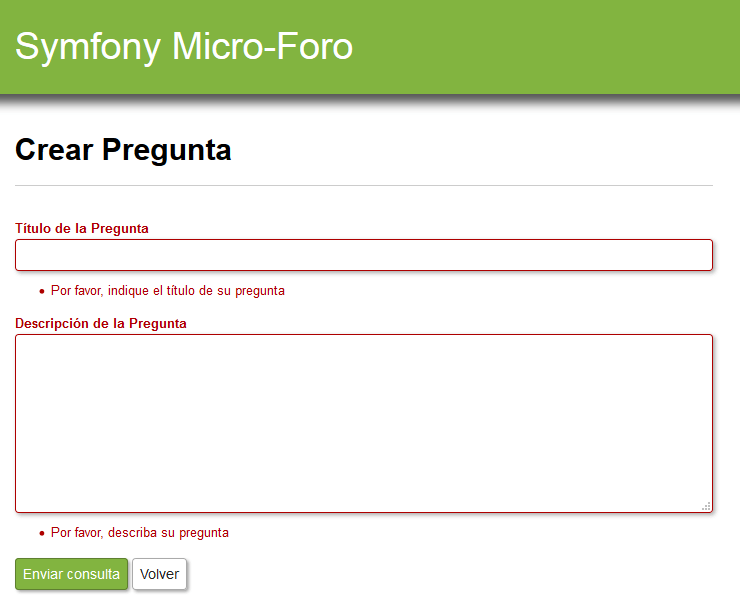 Symfony Micro-Foro
Crear Pregunta
Título de la Pregunta
Por favor, indique el título de su pregunta
Descripción de la Pregunta
Por favor, describa su pregunta
Enviar consulta Volver